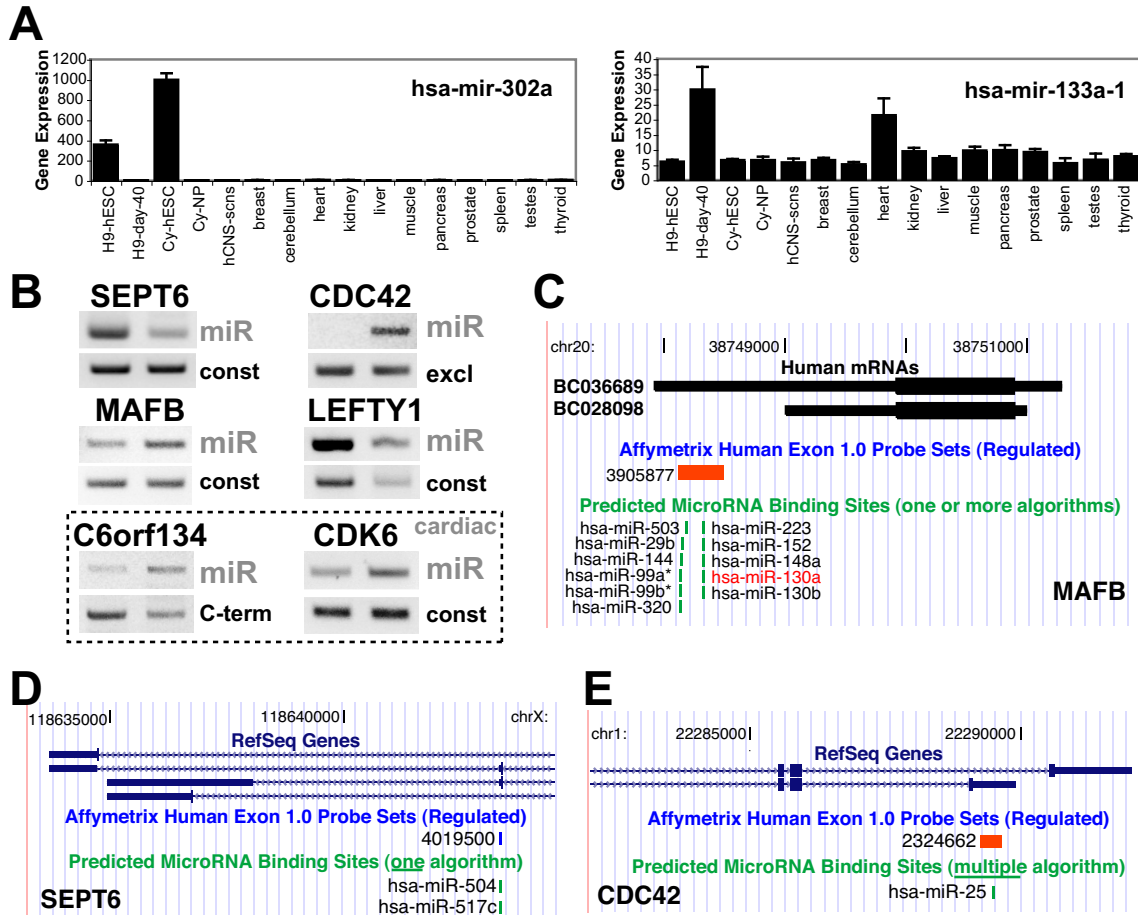 A
hsa-mir-302a
Gene Expression
1200
1000
800
600
400
200
0
H9-hESC
H9-day-40
Cy-hESC
Cy-NP
hCNS-scns
breast
cerebellum
heart
kidney
liver
muscle
pancreas
prostate
spleen
testes
thyroid
hsa-mir-133a-1
Gene Expression
40
35
30
25
20
15
10
5
0
H9-hESC
H9-day-40
Cy-hESC
Cy-NP
hCNS-scns
breast
cerebellum
heart
kidney
liver
muscle
pancreas
prostate
spleen
testes
thyroid
B
SEPT6
miR
const
CDC42
miR
excl
MAFB
miR
const
LEFTY1
miR
const
cardiac
C6orf134
miR
C-term
CDK6
miR
const
C
chr20: 38749000 38751000
Human mRNAs
BC036689
BC028098
Affymetrix Human Exon 1.0 Probe Sets (Regulated)
3905877
Predicted MicroRNA Binding Sites (one or more algorithms)
hsa-miR-503 hsa-miR-223
hsa-miR-29b hsa-miR-152
hsa-miR-144 hsa-miR-148a
hsa-miR-99a* hsa-miR-130a
hsa-miR-99b* hsa-miR-130b
hsa-miR-320
MAFB
D
118635000 118640000 chrX:
RefSeq Genes
Affymetrix Human Exon 1.0 Probe Sets (Regulated)
4019500
Predicted MicroRNA Binding Sites (one algorithm)
hsa-miR-504
hsa-miR-517c
SEPT6
E
chr1: 22285000 22290000
RefSeq Genes
Affymetrix Human Exon 1.0 Probe Sets (Regulated)
2324662
Predicted MicroRNA Binding Sites (multiple algorithm)
hsa-miR-25
CDC42